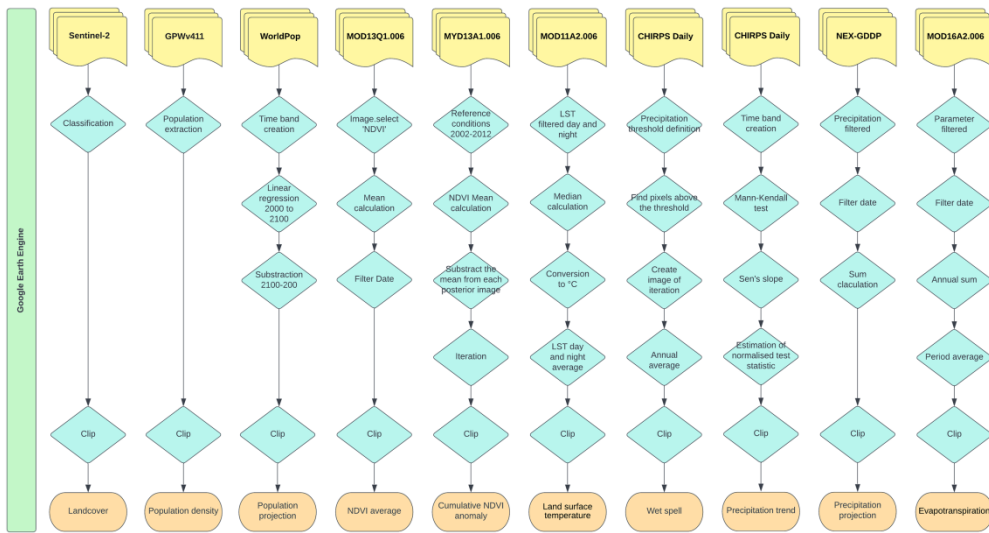 Google Earth Engine
Sentinel-2
GPWv411
WorldPop
MOD13Q1.006
MYD13A1.006
MOD11A2.006
CHIRPS Daily
CHIRPS Daily
NEX-GDDP
MOD16A2.006
Classification
Population
extraction
Time band
creation
Image.select
'NDVI'
Reference
conditions
2002-2012
LST
filtered day and
night
Precipitation
threshold definition
Time band
creation
Precipitation
filtered
Parameter
filtered
Linear
regression
2000 to
2100
Mean
calculation
NDVI Mean
calculation
Median
calculation
Find pixels above
the threshold
Mann-Kendall
test
Filter date
Filter date
Substraction
2100-200
Filter Date
Substract the
mean from each
posterior image
Conversion
to °C
Create
image of
iteration
Sen's slope
Sum
claculation
Annual sum
Iteration
LST day
and night
average
Annual
average
Estimation of
normalised test
statistic
Period average
Clip
Clip
Clip
Clip
Clip
Clip
Clip
Clip
Clip
Clip
Landcover
Population density
Population
projection
NDVI average
Cumulative NDVI
anomaly
Land surface
temperature
Wet spell
Precipitation trend
Precipitation
projection
Evapotranspiration